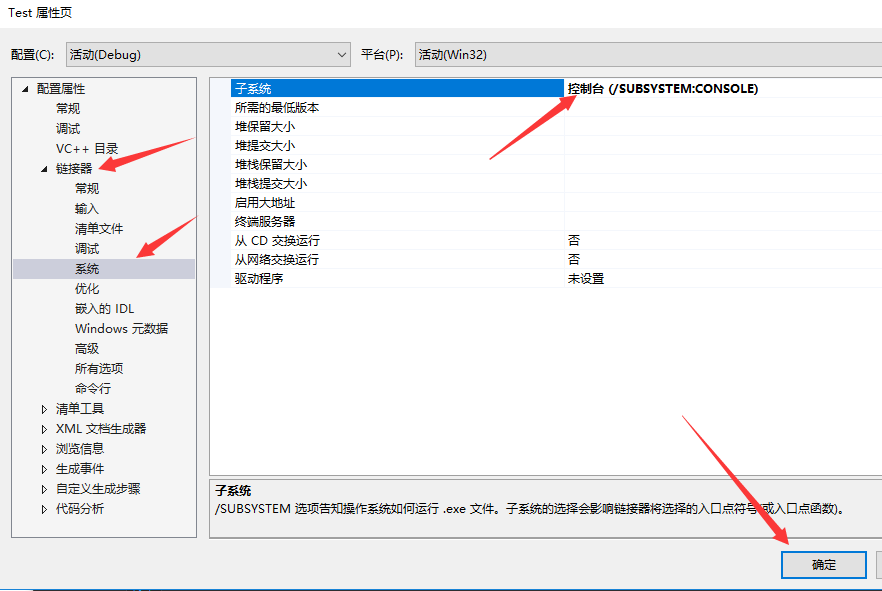 Test 属性页
配置(C): 活动(Debug) 平台(P): 活动(Win32)
配置属性
常规
调试
VC++ 目录
链接器
常规
输入
清单文件
调试
系统
优化
嵌入的 IDL
Windows 元数据
高级
所有选项
命令行
清单工具
XML 文档生成器
浏览信息
生成事件
自定义生成步骤
代码分析
子系统 控制台 (/SUBSYSTEM:CONSOLE)
所需的最低版本
堆保留大小
堆提交大小
堆栈保留大小
堆栈提交大小
启用大地址
终端服务器
从 CD 交换运行 否
从网络交换运行 否
驱动程序 未设置
子系统
/SUBSYSTEM 选项告知操作系统如何运行 .exe 文件。子系统的选择会影响链接器将选择的入口点符号(或入口点函数)。
确定